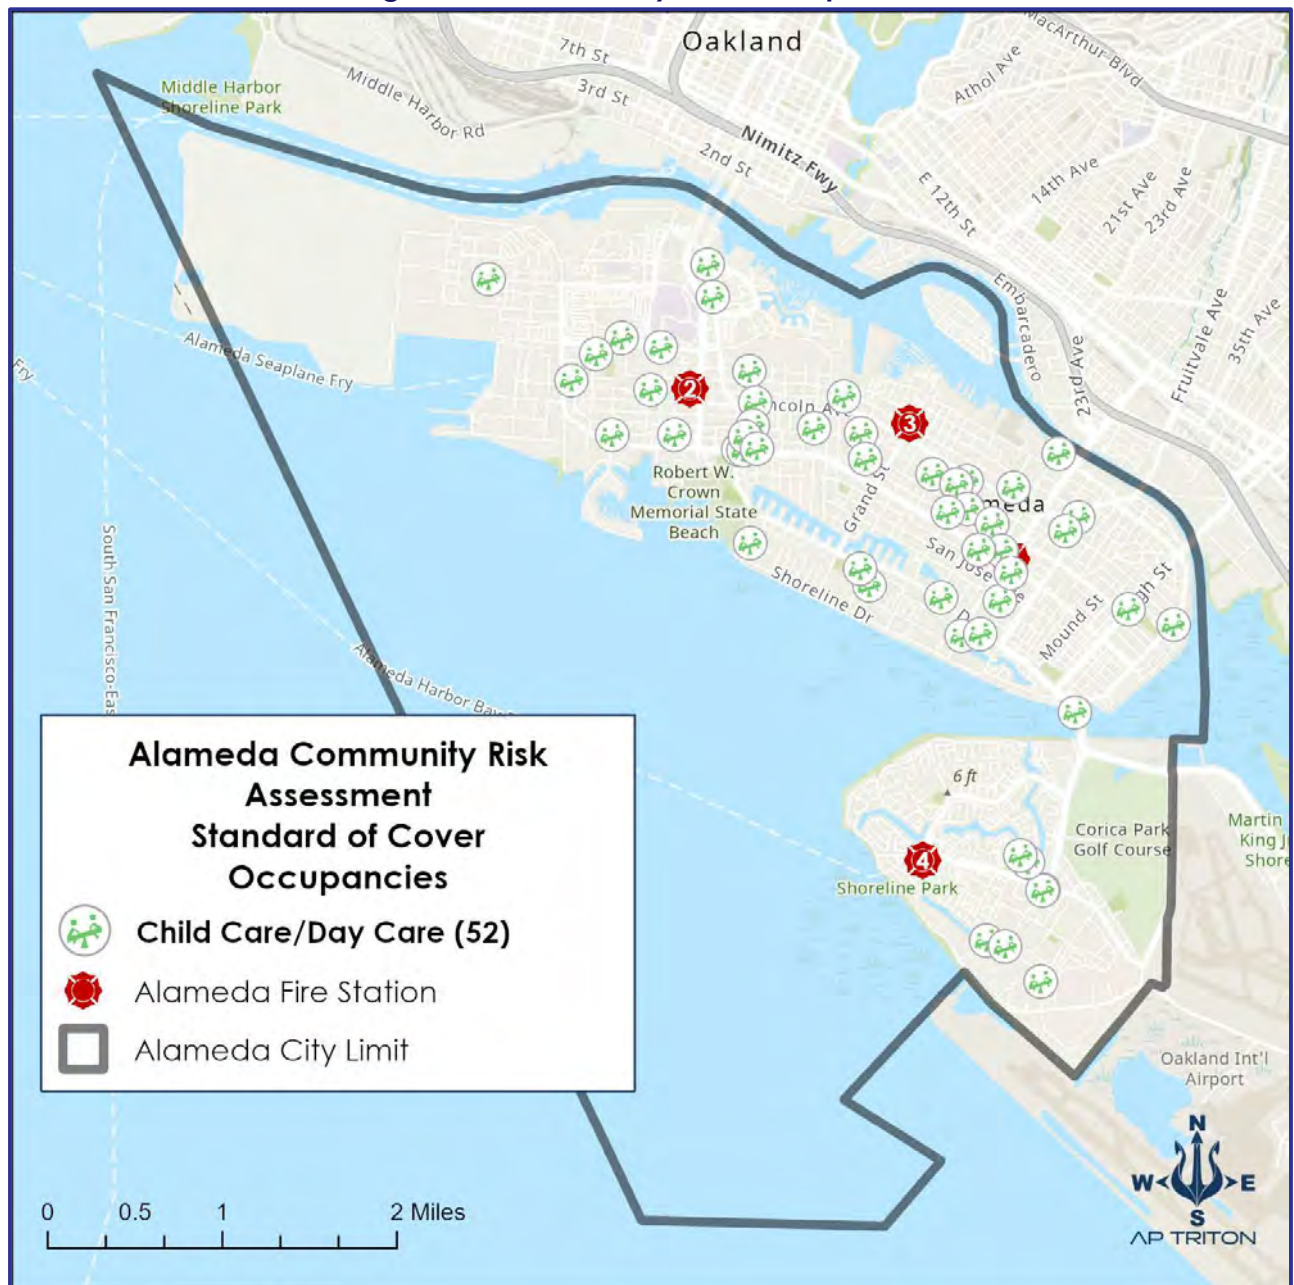 Oakland
MacArthur Blvd
7th St
Athol Ave
Middle Harbor
Shoreline Park
Middle Harbor Rd
3rd St
Nimitz Fwy
2nd St
14th Ave
E 12th St
21st Ave
23rd Ave
Embarcadero
35th Ave
Fruitvale Ave
23rd Ave
Alameda Seaplane Fry
Fry
2
ncoln Ave
3
Robert W.
Crown
Memorial State
Beach
Grand St
meda
South San Francisco-Eas
San Jose
Shoreline Dr
gh St
Mound St
Alameda Harbor Bay
Alameda Community Risk
Assessment
Standard of Cover
Occupancies
Child Care/Day Care (52)
Alameda Fire Station
Alameda City Limit
6 ft
Corica Park
Golf Course
Martin
King J
Shore
4
Shoreline Park
Oakland Int'l
Airport
N
W E
S
AP TRITON
0 0.5 1 2 Miles